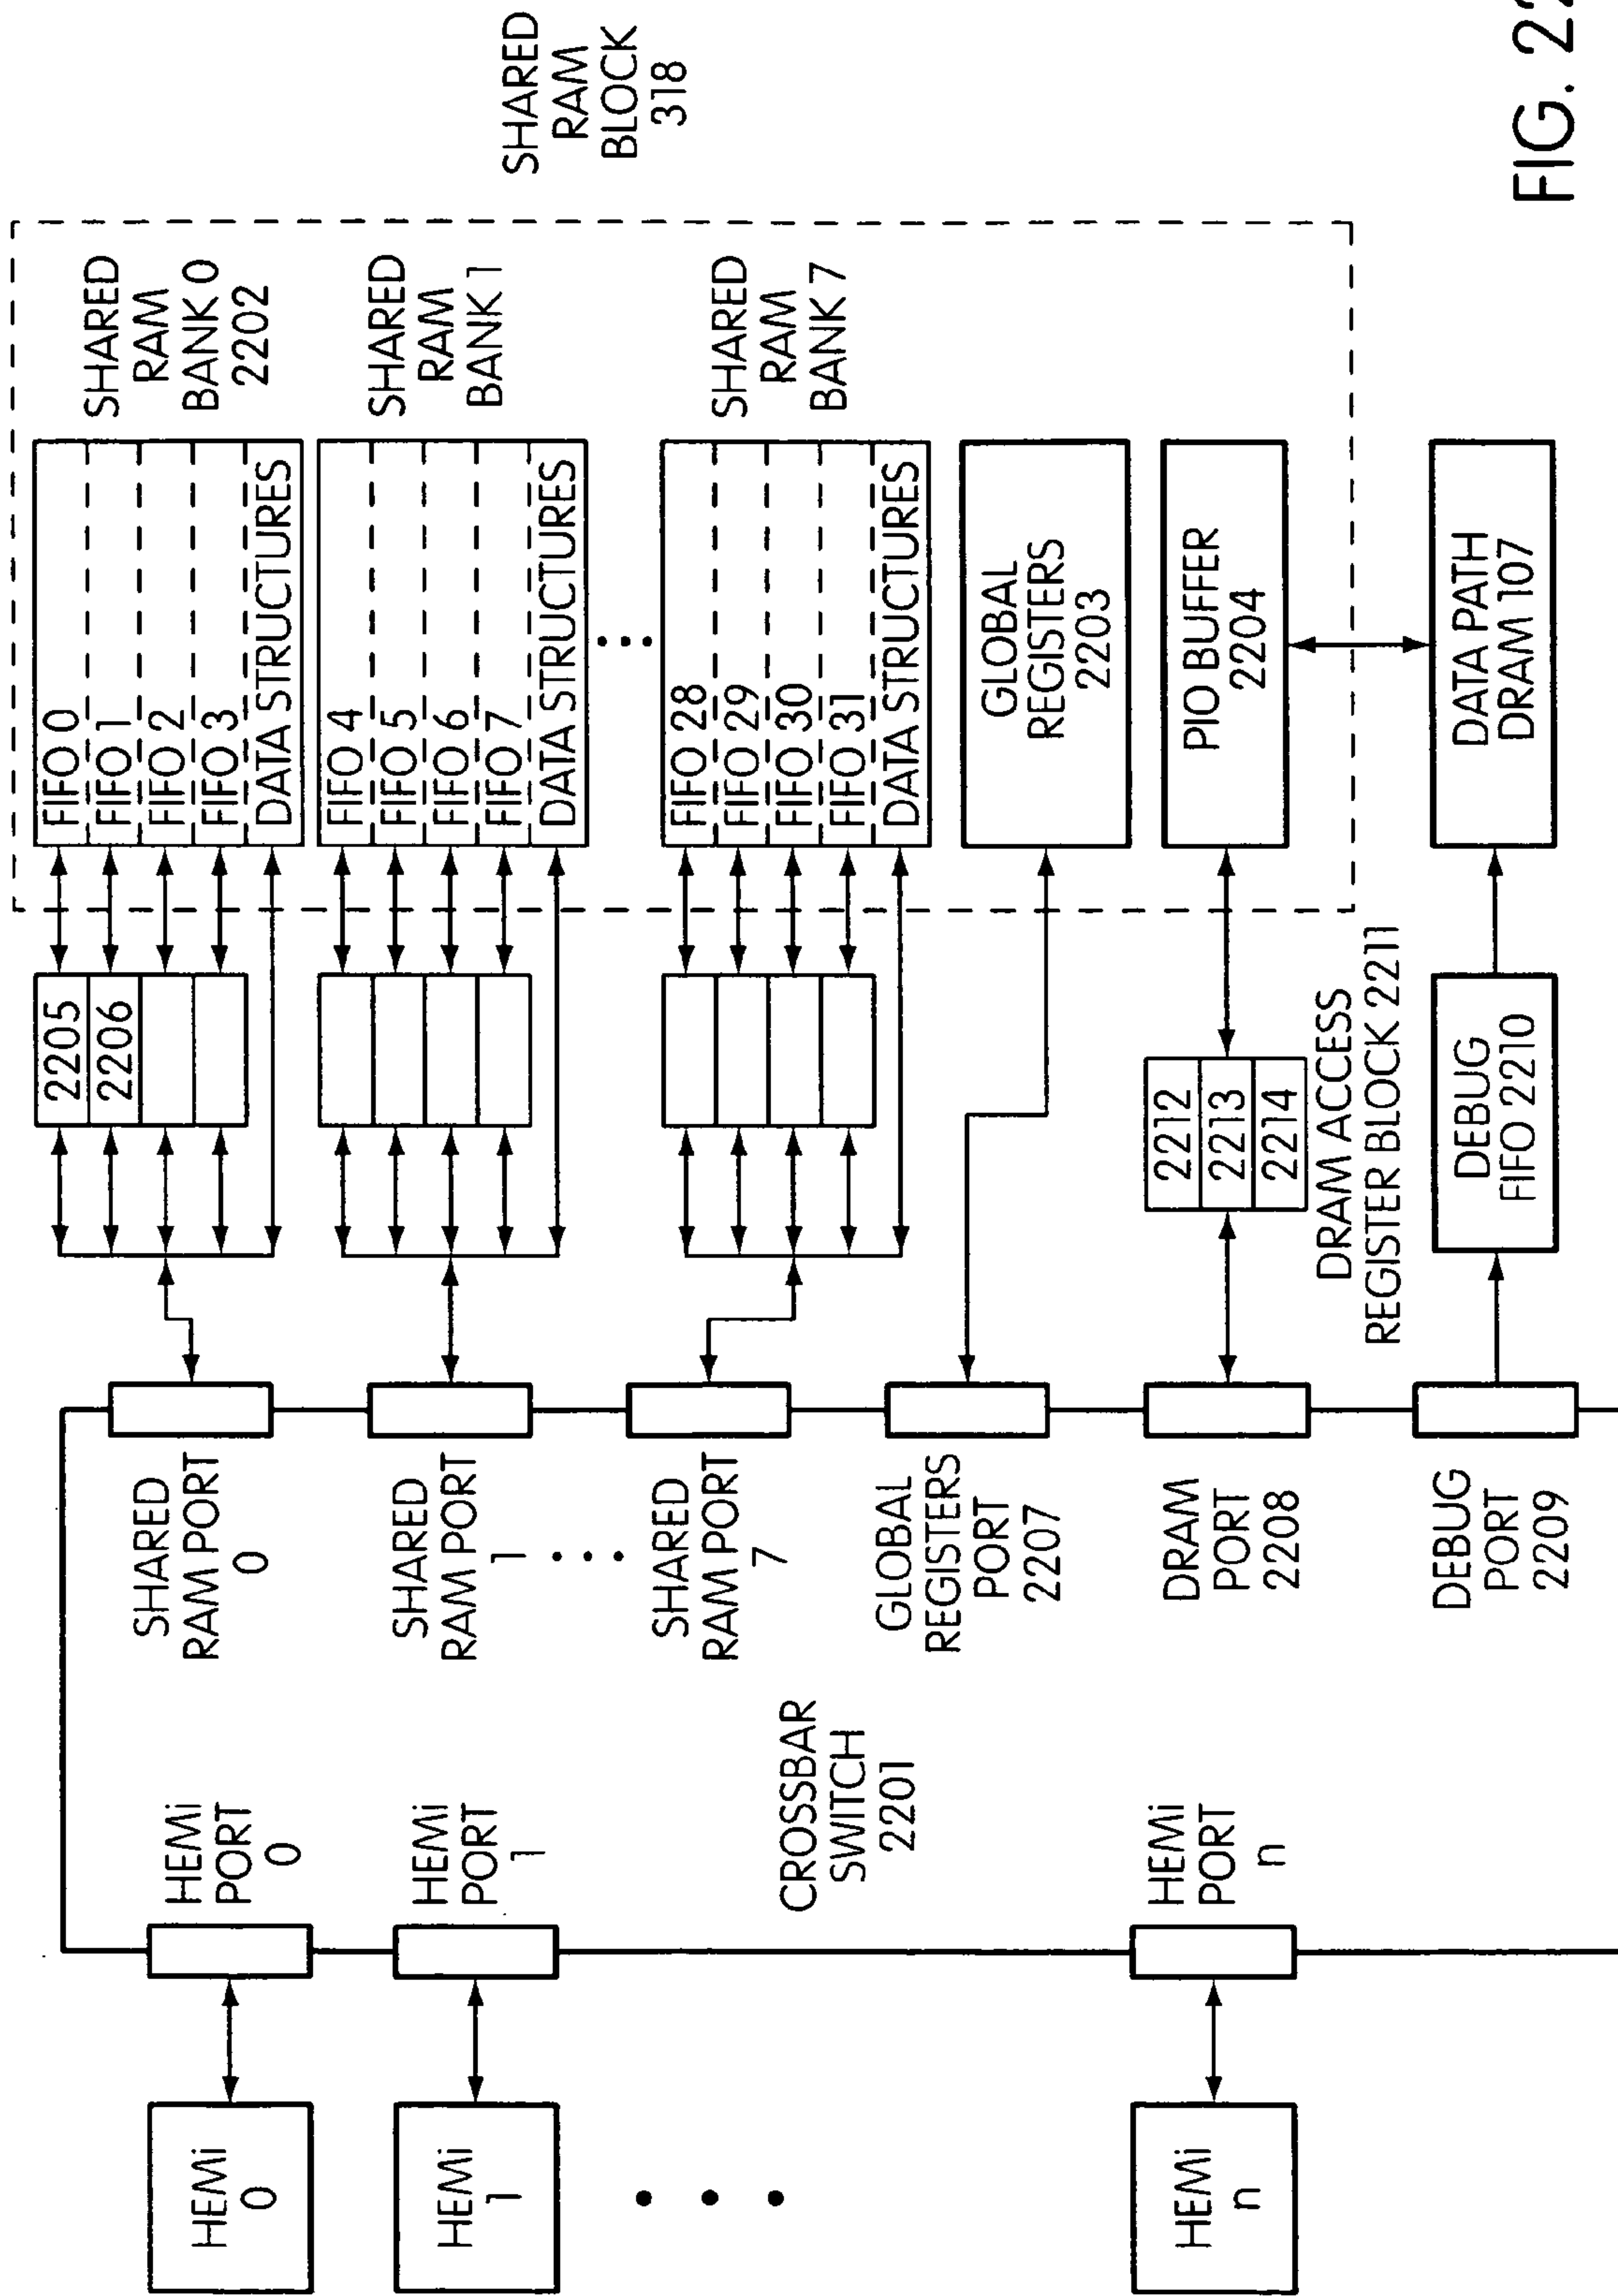 HEMi
0
HEMi
1
HEMi
n
HEMi
PORT
0
HEMi
PORT
1
HEMi
PORT
n
CROSSBAR
SWITCH
2201
SHARED
RAM PORT
0
SHARED
RAM PORT
1
SHARED
RAM PORT
7
GLOBAL
REGISTERS
PORT
2207
DRAM
PORT
2208
DEBUG
PORT
2209
2205
2206
2212
2213
2214
DRAM ACCESS
REGISTER BLOCK 2211
DEBUG
FIFO 2210
FIFO 0
FIFO 1
FIFO 2
FIFO 3
DATA STRUCTURES
FIFO 4
FIFO 5
FIFO 6
FIFO 7
DATA STRUCTURES
FIFO 28
FIFO 29
FIFO 30
FIFO 31
DATA STRUCTURES
GLOBAL
REGISTERS
2203
PIO BUFFER
2204
DATA PATH
DRAM 107
SHARED
RAM
BANK 0
2202
SHARED
RAM
BANK 1
SHARED
RAM
BANK 7
SHARED
RAM
BLOCK
318
FIG. 22